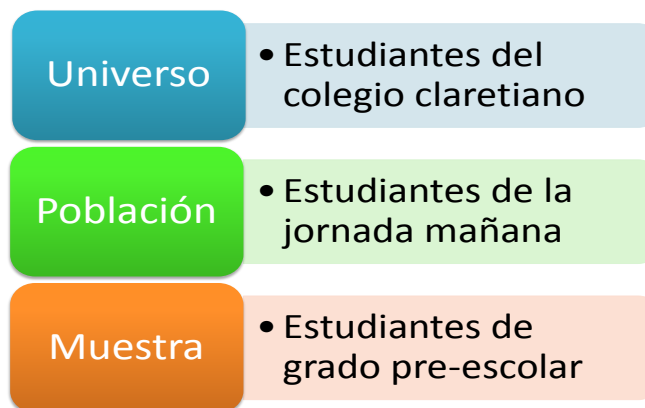 Universo
• Estudiantes del
colegio claretiano
Población
• Estudiantes de la
jornada mañana
Muestra
• Estudiantes de
grado pre-escolar